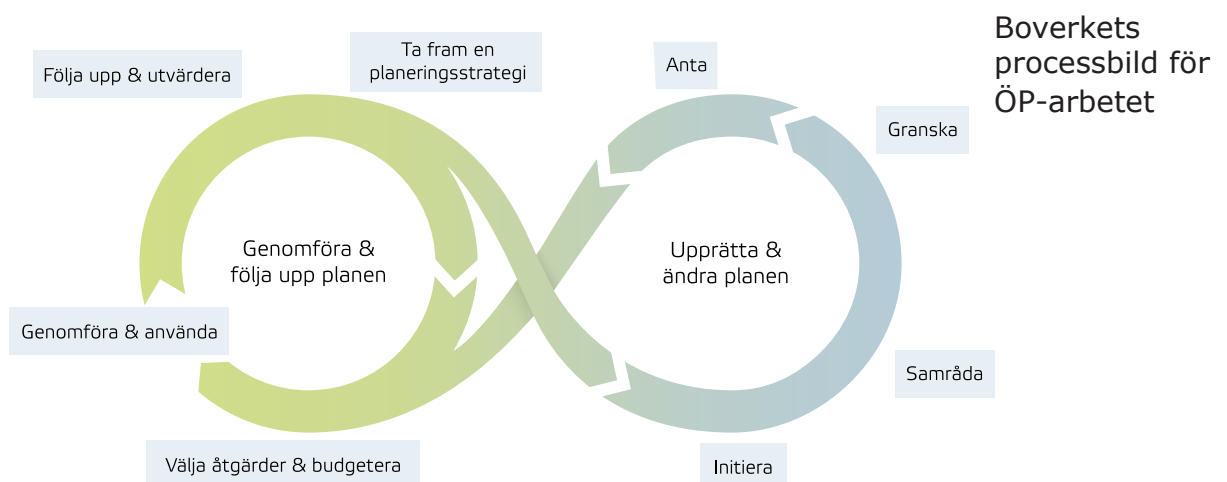 Boverkets
processbild för
ÖP-arbetet
Ta fram en
planeringsstrategi
Följa upp & utvärdera
Anta
Granska
Genomföra &
följa upp planen
Upprätta &
ändra planen
Genomföra & använda
Samråda
Välja åtgärder & budgetera
Initiera